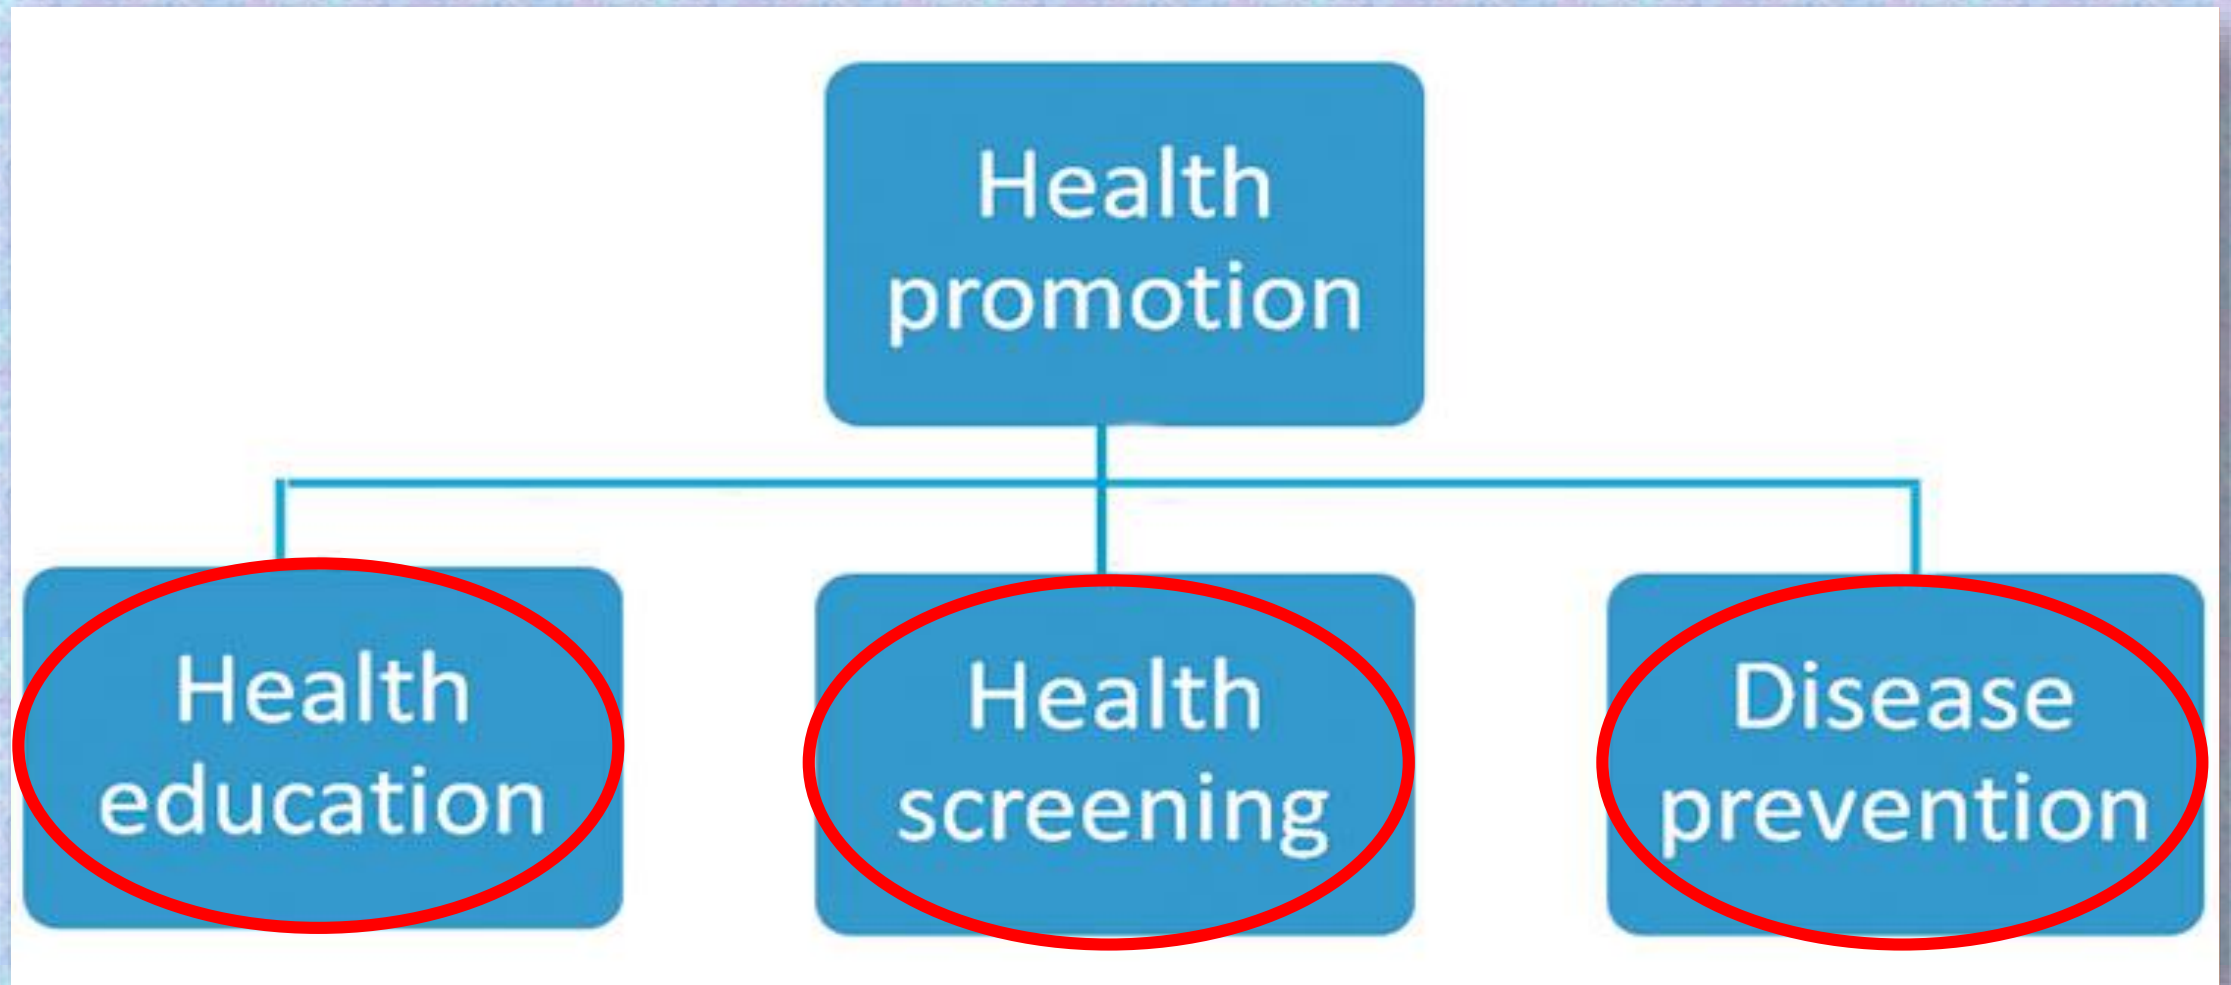 Health
promotion
Health
education
Health
screening
Disease
prevention